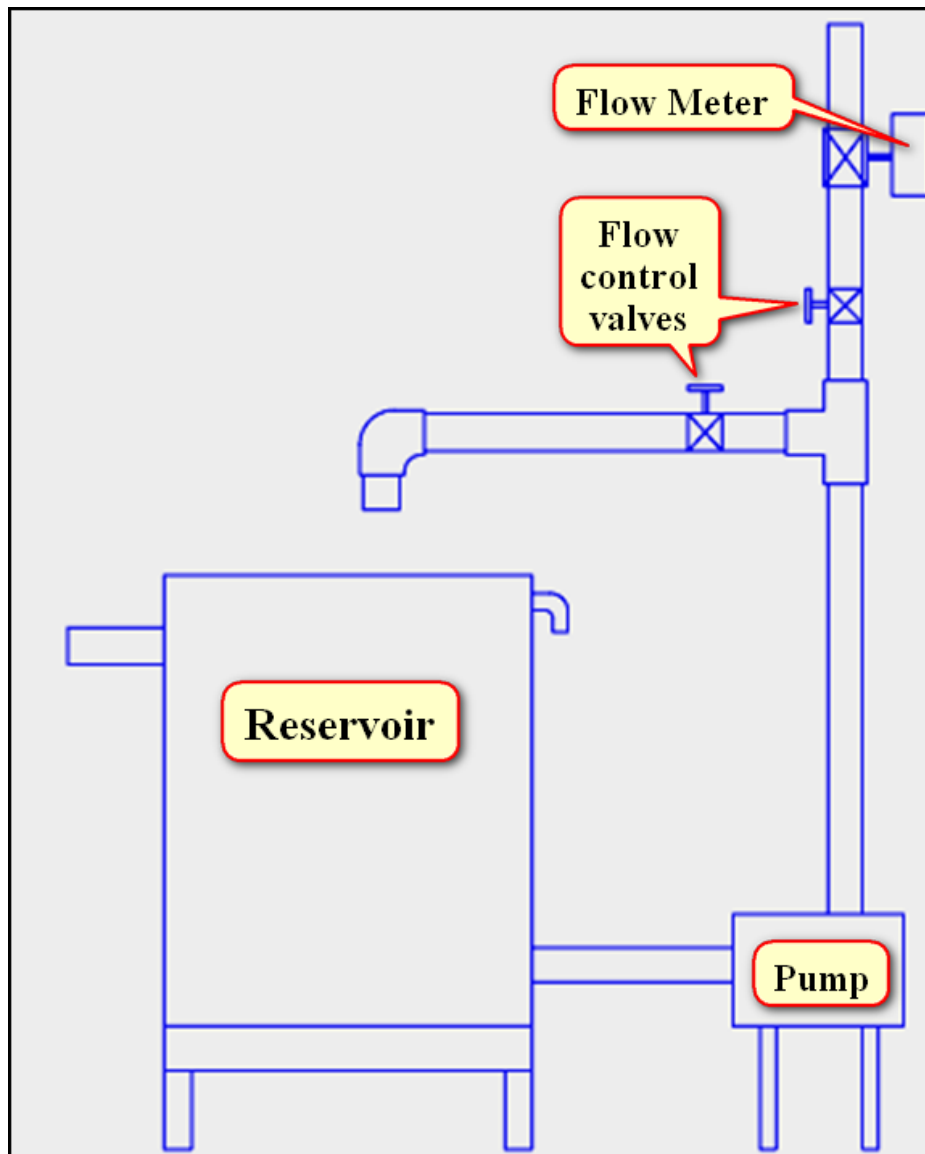 Flow Meter
Flow
control
valves
Reservoir
Pump